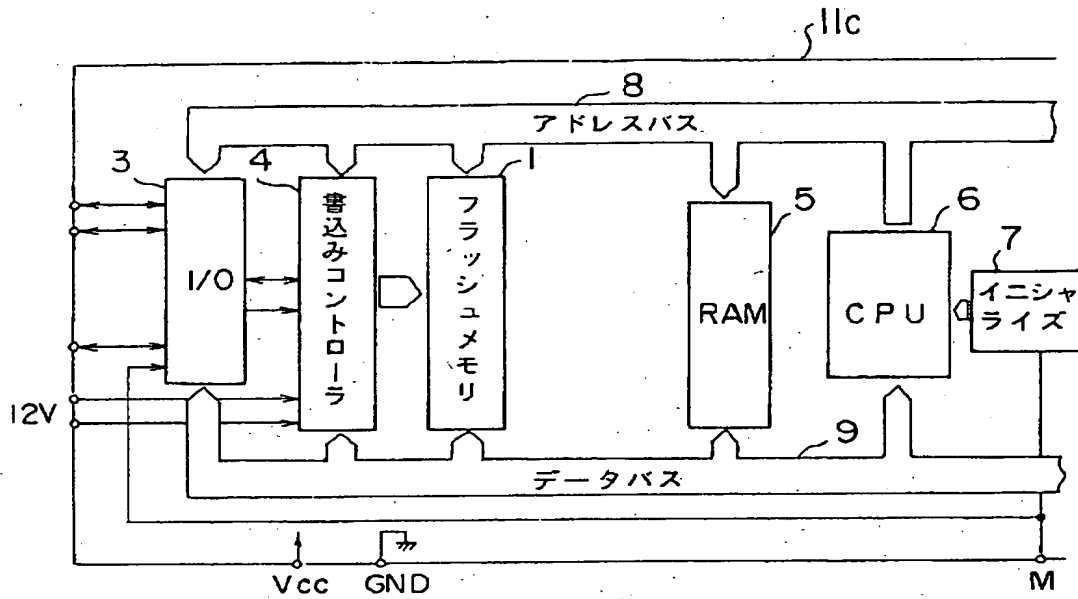 11c
8
アドレスバス
3
4
1
5
6
7
I/O
書込みコントローラ
フラッシュメモリ
RAM
CPU
イニシャ
ライズ
12V
9
データバス
Vcc
GND
M